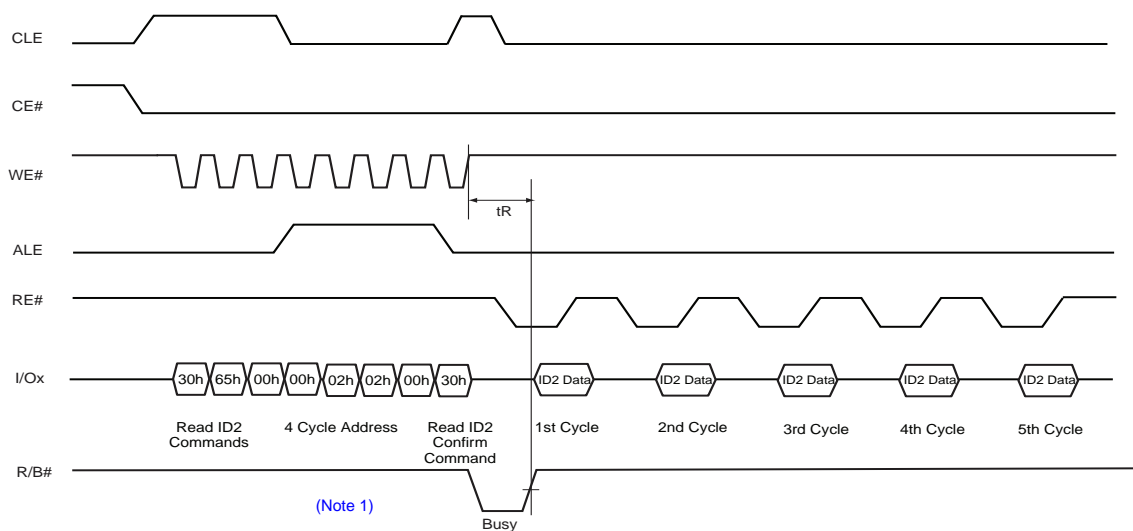 CLE
CE#
WE#
tR
ALE
RE#
I/Ox
30h 65h 00h 00h 02h 02h 00h 30h ID2 Data ID2 Data ID2 Data ID2 Data ID2 Data
Read ID2
Commands
4 Cycle Address
Read ID2
Confirm
Command
1st Cycle
2nd Cycle
3rd Cycle
4th Cycle
5th Cycle
R/B#
(Note 1)
Busy